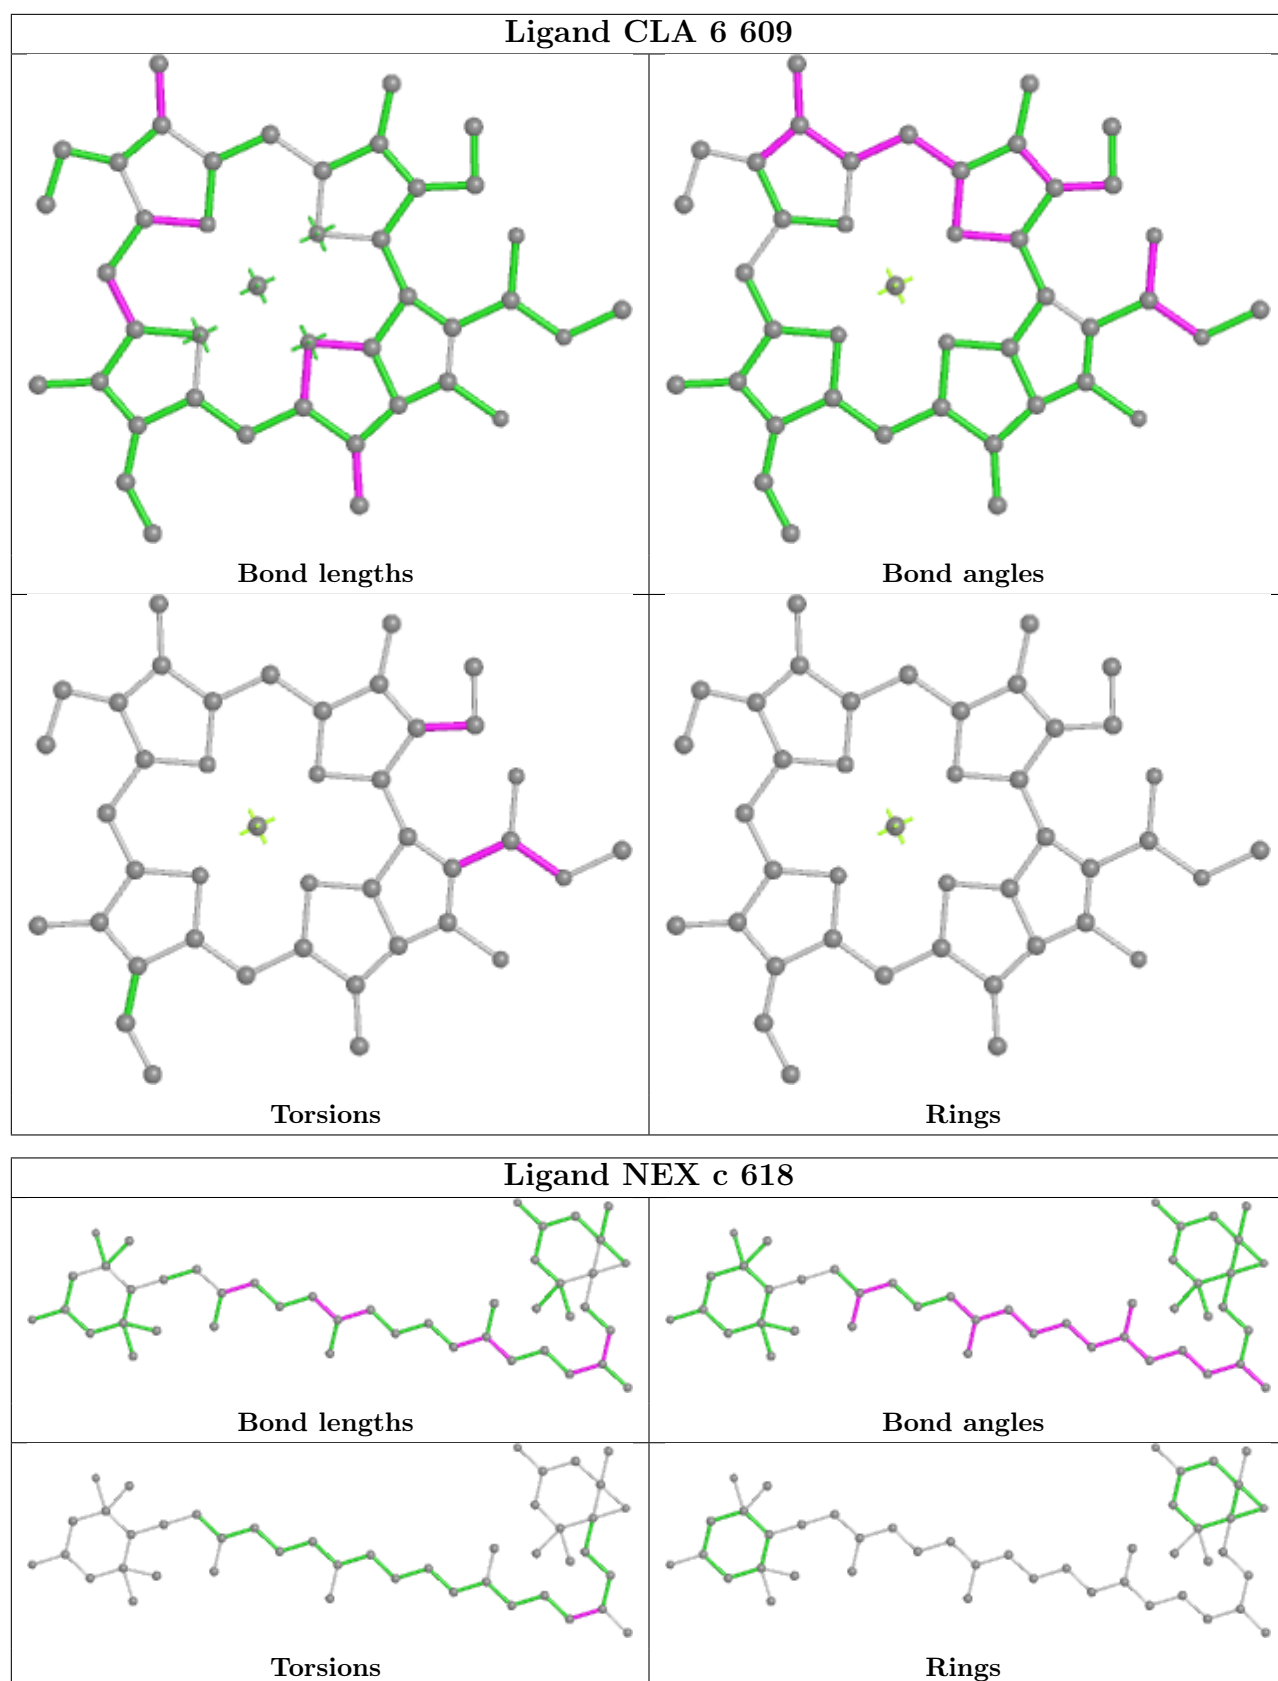 Ligand CLA 6 609
Bond lengths
Bond angles
Torsions
Rings
Ligand NEX c 618
Bond lengths
Bond angles
Torsions
Rings